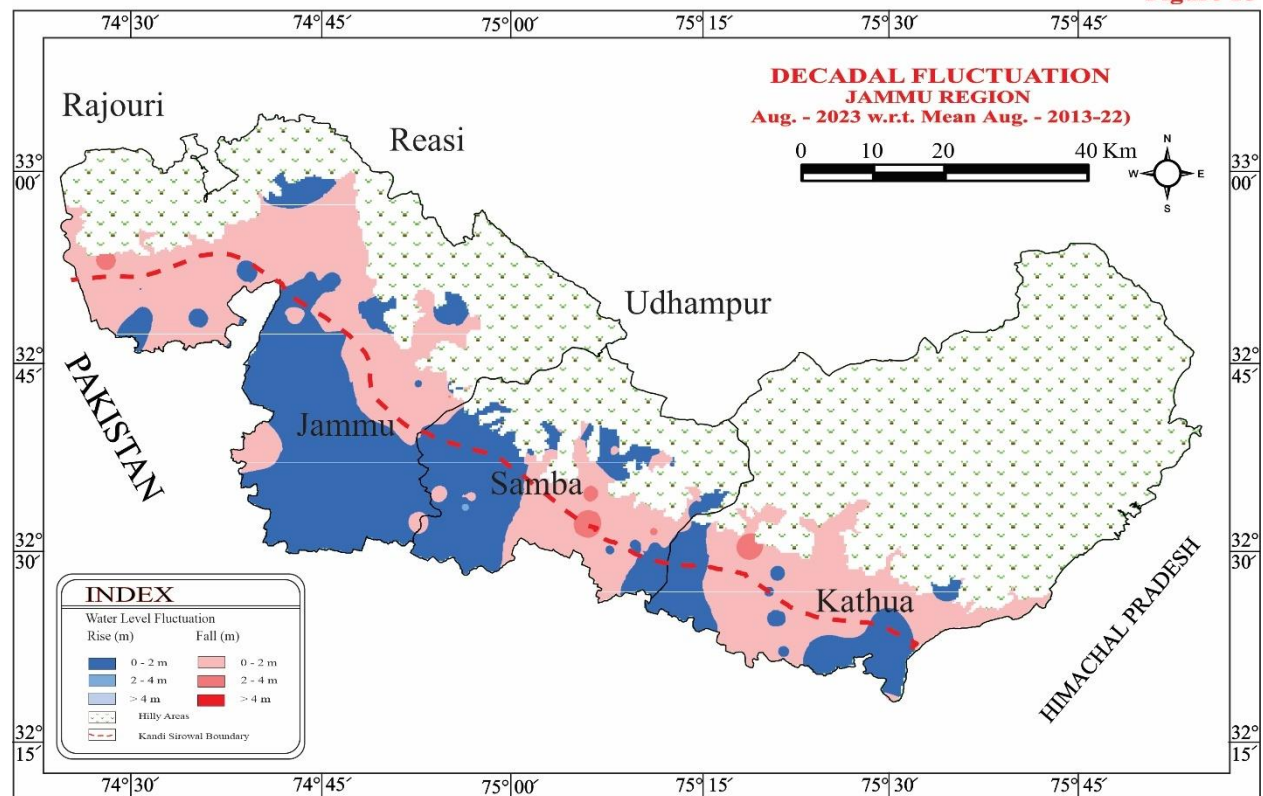 74°30´ 74°45´ 75°00´ 75°15´ 75°30´ 75°45´
DECADAL FLUCTUATION
JAMMU REGION
Aug. - 2023 w.r.t. Mean Aug. - 2013-22)
0 10 20 40 Km
N
W E
S
33°
00´
33°
00´
Rajouri
Reasi
Udhampur
32°
45´
32°
45´
PAKISTAN
Jammu
Samba
32°
30´
32°
30´
Kathua
HIMACHAL PRADESH
INDEX
Water Level Fluctuation
Rise (m) Fall (m)
0 - 2 m 0 - 2 m
2 - 4 m 2 - 4 m
> 4 m > 4 m
Hilly Areas
Kandi Sirowal Boundary
32°
15´
32°
15´
74°30´ 74°45´ 75°00´ 75°15´ 75°30´ 75°45´